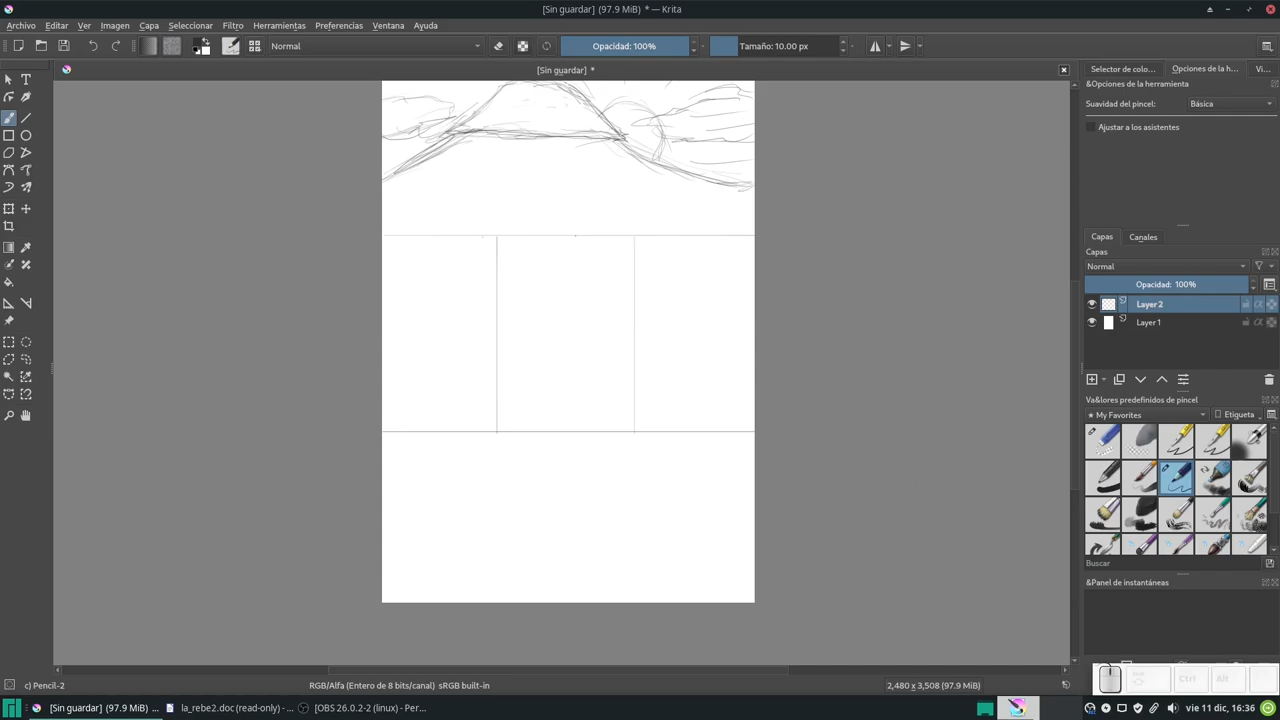 [Sin guardar] (97.9 MiB) * — Krita
Archivo Editar Ver Imagen Capa Seleccionar Filtro Herramientas Preferencias Ventana Ayuda
Normal Opacidad: 100% Tamaño: 10.00 px
[Sin guardar] *
Selector de colo... Opciones de la h... Vi...
&Opciones de la herramienta
Suavidad del pincel: Básica
Ajustar a los asistentes
Capas Canales
Capas
Normal
Opacidad: 100%
Layer 2
Layer 1
Va&lores predefinidos de pincel
★ My Favorites Etiqueta
Buscar
&Panel de instantáneas
Ctrl Alt
c) Pencil-2 RGB/Alfa (Entero de 8 bits/canal) sRGB built-in 2,480 x 3,508 (97.9 MiB)
[Sin guardar] (97.9 MiB) * ... la_rebe2.doc (read-only) - ... [OBS 26.0.2-2 (linux) - Per... vie 11 dic, 16:36